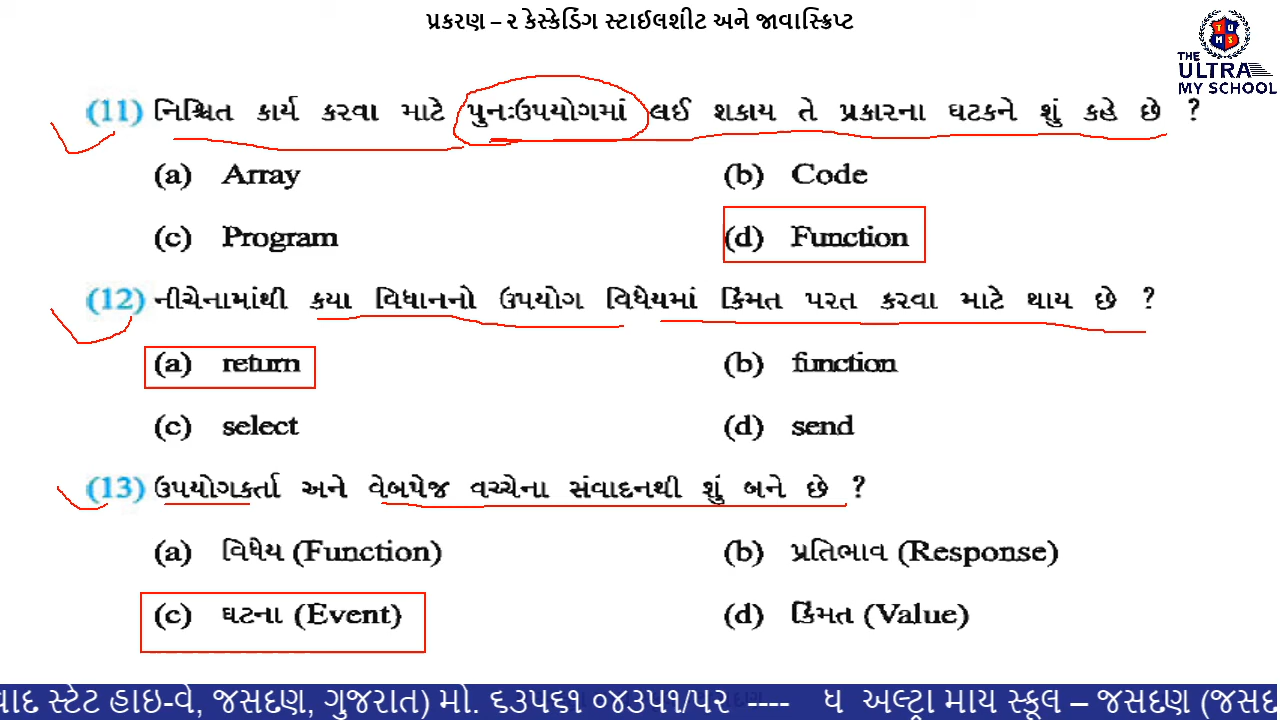 પ્રકરણ – ૨ કેસ્કેડિંગ સ્ટાઈલશીટ અને જાવાસ્ક્રિપ્ટ
TUMS
THE
ULTRA
MY SCHOOL
(11) નિશ્ચિત કાર્ય કરવા માટે પુનઃઉપયોગમાં લઈ શકાય તે પ્રકારના ઘટકને શું કહે છે ?
(a) Array (b) Code
(c) Program (d) Function
(12) નીચેનામાંથી કયા વિધાનનો ઉપયોગ વિધેયમાં કિંમત પરત કરવા માટે થાય છે ?
(a) return (b) function
(c) select (d) send
(13) ઉપયોગકર્તા અને વેબપેજ વચ્ચેના સંવાદનથી શું બને છે ?
(a) વિધેય (Function) (b) પ્રતિભાવ (Response)
(c) ઘટના (Event) (d) કિંમત (Value)
વાદ સ્ટેટ હાઇ-વે, જસદણ, ગુજરાત) મો. ૬૩૫૬૧ ૦૪૩૫૧/૫૨ ---- ધ અલ્ટ્રા માય સ્કૂલ – જસદણ (જસદ